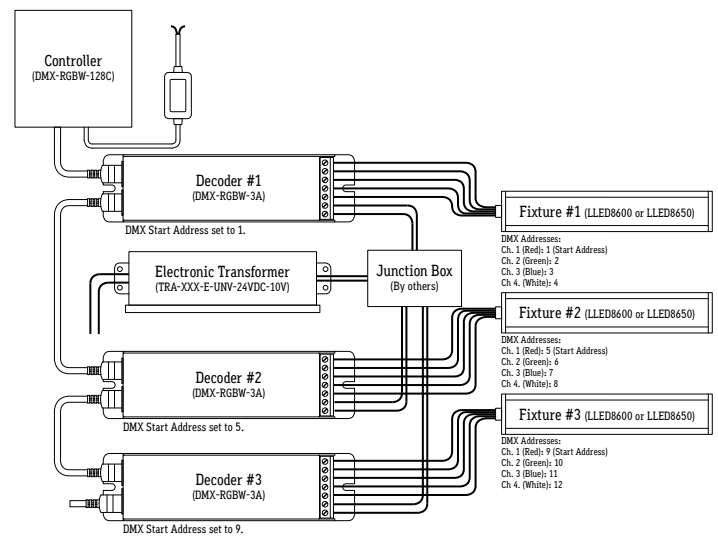 Controller
(DMX-RGBW-128C)
Decoder #1
(DMX-RGBW-3A)
DMX Start Address set to 1.
Fixture #1 (LLED8600 or LLED8650)
DMX Addresses:
Ch. 1 (Red): 1 (Start Address)
Ch. 2 (Green): 2
Ch. 3 (Blue): 3
Ch 4. (White): 4
Electronic Transformer
(TRA-XXX-E-UNV-24VDC-10V)
Junction Box
(By others)
Fixture #2 (LLED8600 or LLED8650)
DMX Addresses:
Ch. 1 (Red): 5 (Start Address)
Ch. 2 (Green): 6
Ch. 3 (Blue): 7
Ch 4. (White): 8
Decoder #2
(DMX-RGBW-3A)
DMX Start Address set to 5.
Fixture #3 (LLED8600 or LLED8650)
DMX Addresses:
Ch. 1 (Red): 9 (Start Address)
Ch. 2 (Green): 10
Ch. 3 (Blue): 11
Ch 4. (White): 12
Decoder #3
(DMX-RGBW-3A)
DMX Start Address set to 9.